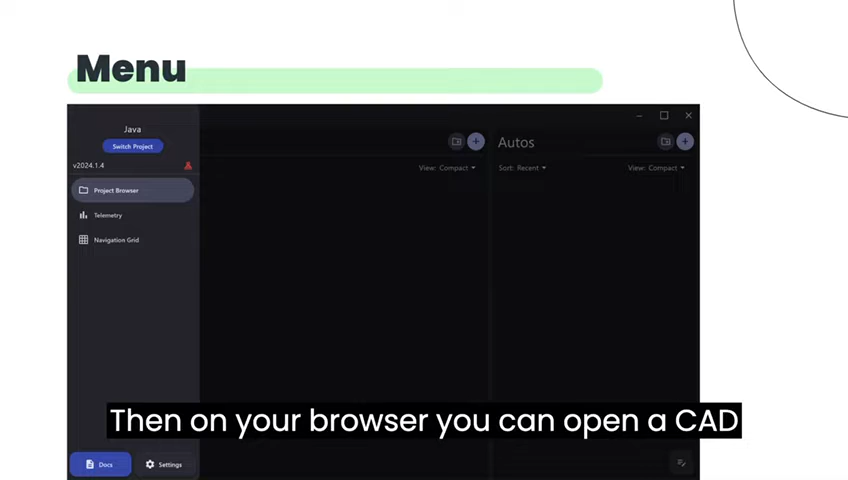 Menu
Java
Switch Project
v2024.1.4
Project Browser
Telemetry
Navigation Grid
View: Compact
Autos
Sort: Recent
View: Compact
Then on your browser you can open a CAD
Docs
Settings